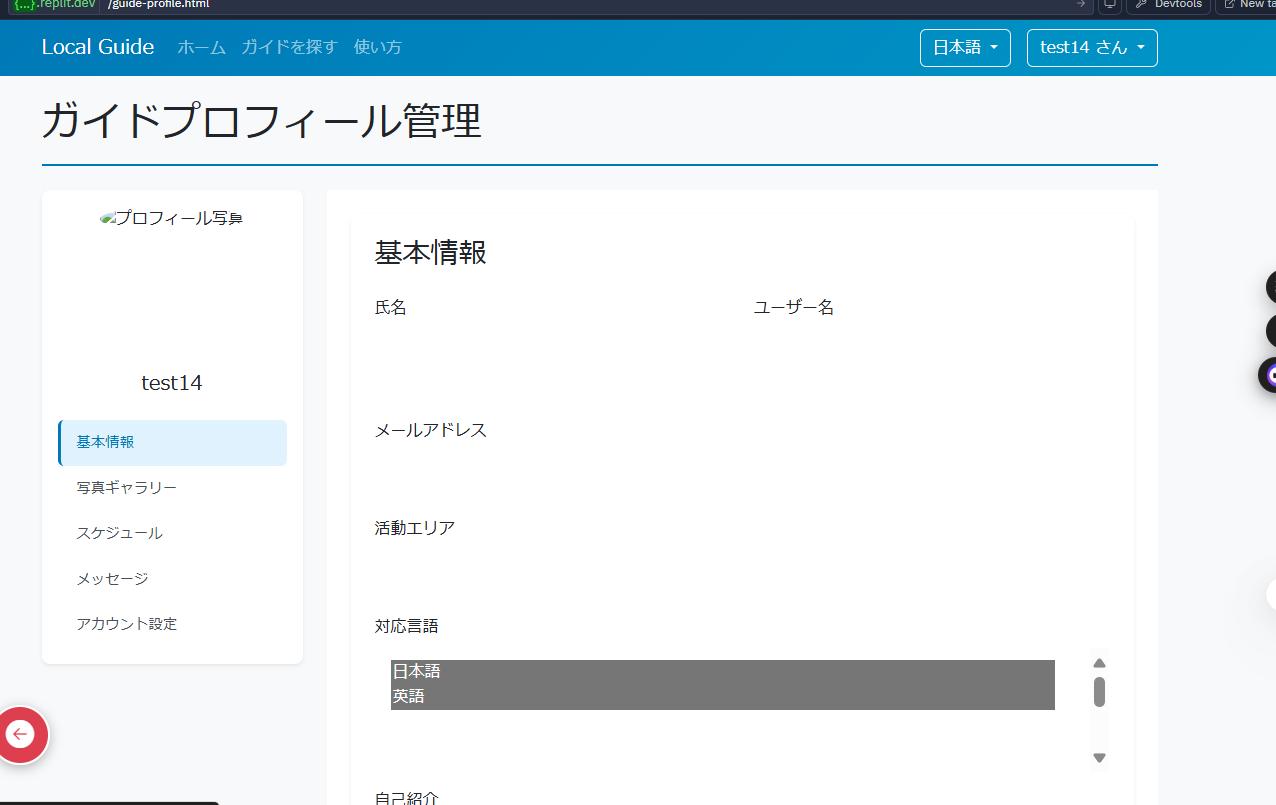 {...}.replit.dev /guide-profile.html
Devtools
Local Guide ホーム ガイドを探す 使い方 日本語 test14 さん
ガイドプロフィール管理
プロフィール写真
test14
基本情報
写真ギャラリー
スケジュール
メッセージ
アカウント設定
基本情報
氏名 ユーザー名
メールアドレス
活動エリア
対応言語
日本語
英語
自己紹介